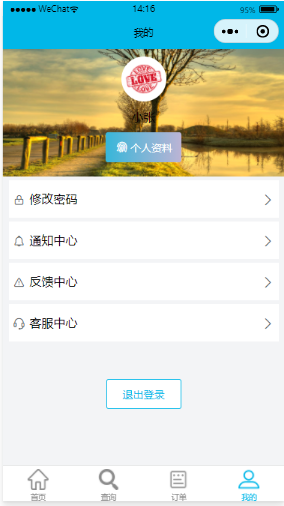 WeChat 14:16 95%
我的
LOVE
小张
个人资料
修改密码
通知中心
反馈中心
客服中心
退出登录
首页 查询 订单 我的